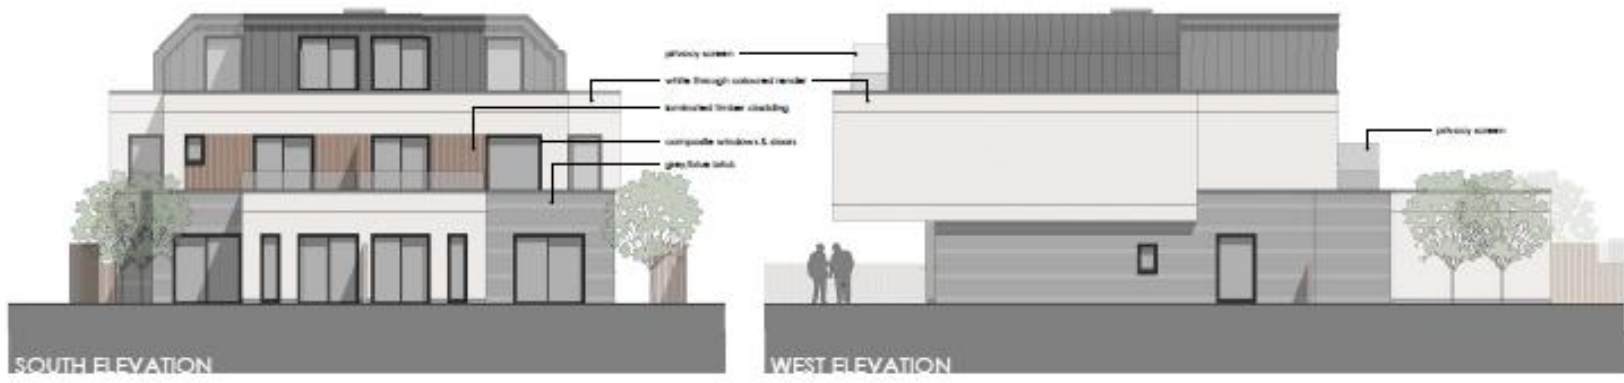 privacy screen
white through coloured render
laminated timber cladding
composite windows & doors
grey/blue brick
privacy screen
SOUTH ELEVATION
WEST ELEVATION